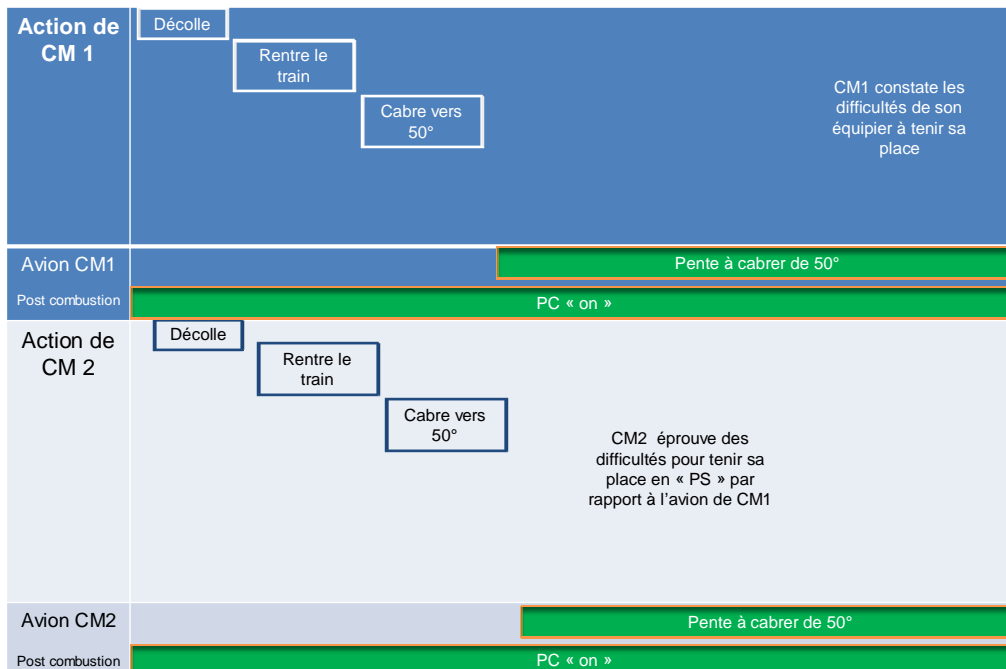 Action de
CM 1
Décolle
Rentre le
train
Cabre vers
50°
CM1 constate les
difficultés de son
équipier à tenir sa
place
Avion CM1
Pente à cabrer de 50°
Post combustion
PC « on »
Action de
CM 2
Décolle
Rentre le
train
Cabre vers
50°
CM2 éprouve des
difficultés pour tenir sa
place en « PS » par
rapport à l'avion de CM1
Avion CM2
Pente à cabrer de 50°
Post combustion
PC « on »